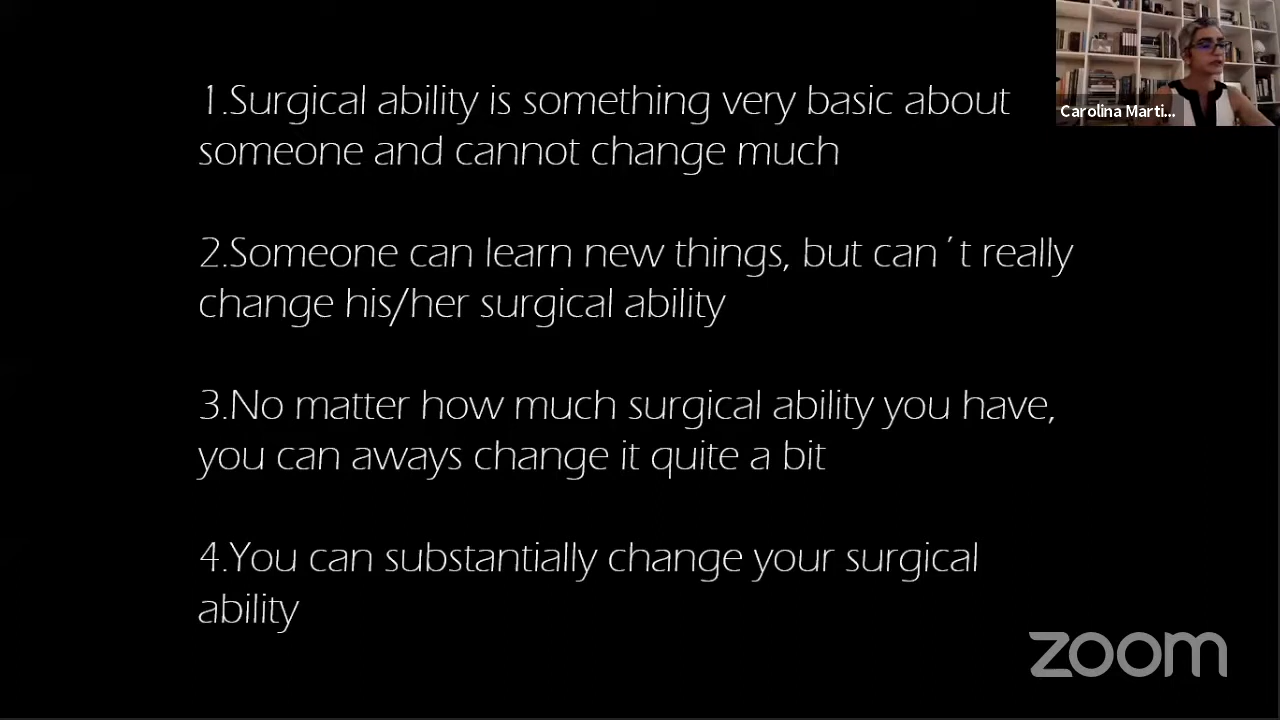 1.Surgical ability is something very basic about
someone and cannot change much
2.Someone can learn new things, but can´t really
change his/her surgical ability
3.No matter how much surgical ability you have,
you can aways change it quite a bit
4.You can substantially change your surgical
ability
Carolina Marti...
zoom